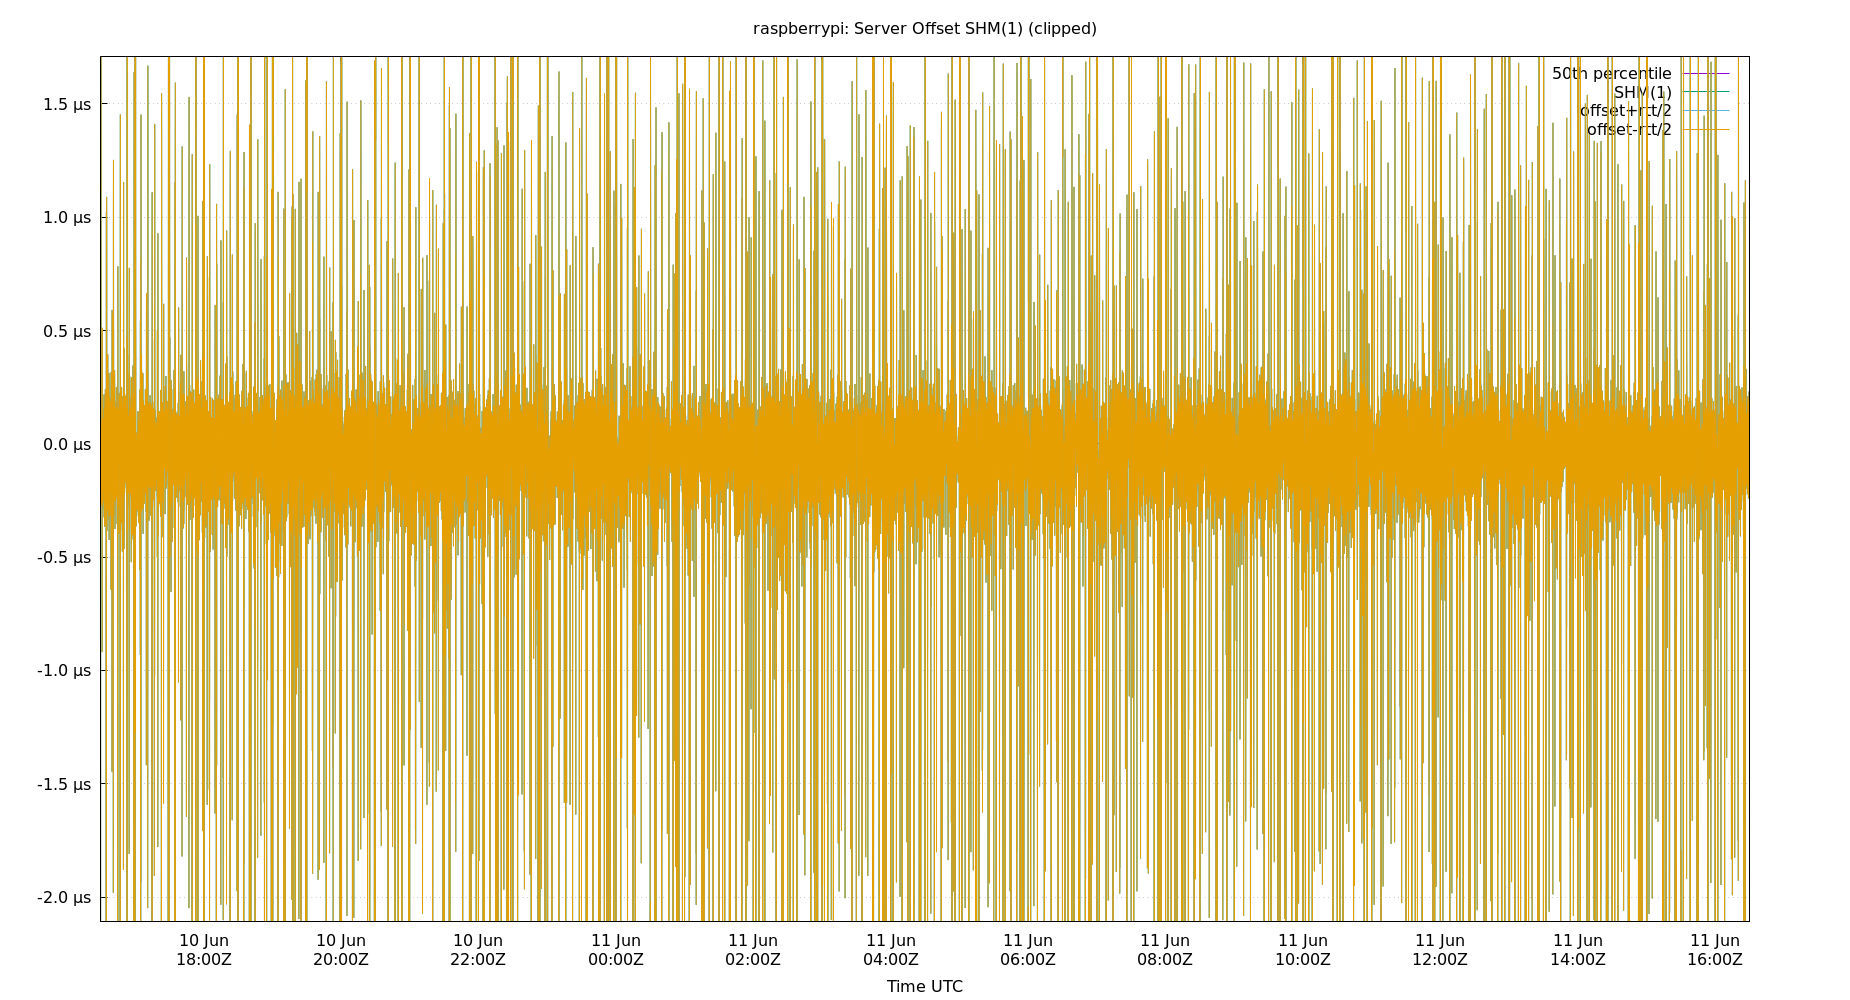 raspberrypi: Server Offset SHM(1) (clipped)
50th percentile
SHM(1)
offset+rtt/2
offset-rtt/2
1.5 µs
1.0 µs
0.5 µs
0.0 µs
-0.5 µs
-1.0 µs
-1.5 µs
-2.0 µs
10 Jun 10 Jun 10 Jun 11 Jun 11 Jun 11 Jun 11 Jun 11 Jun 11 Jun 11 Jun 11 Jun 11 Jun
18:00Z 20:00Z 22:00Z 00:00Z 02:00Z 04:00Z 06:00Z 08:00Z 10:00Z 12:00Z 14:00Z 16:00Z
Time UTC